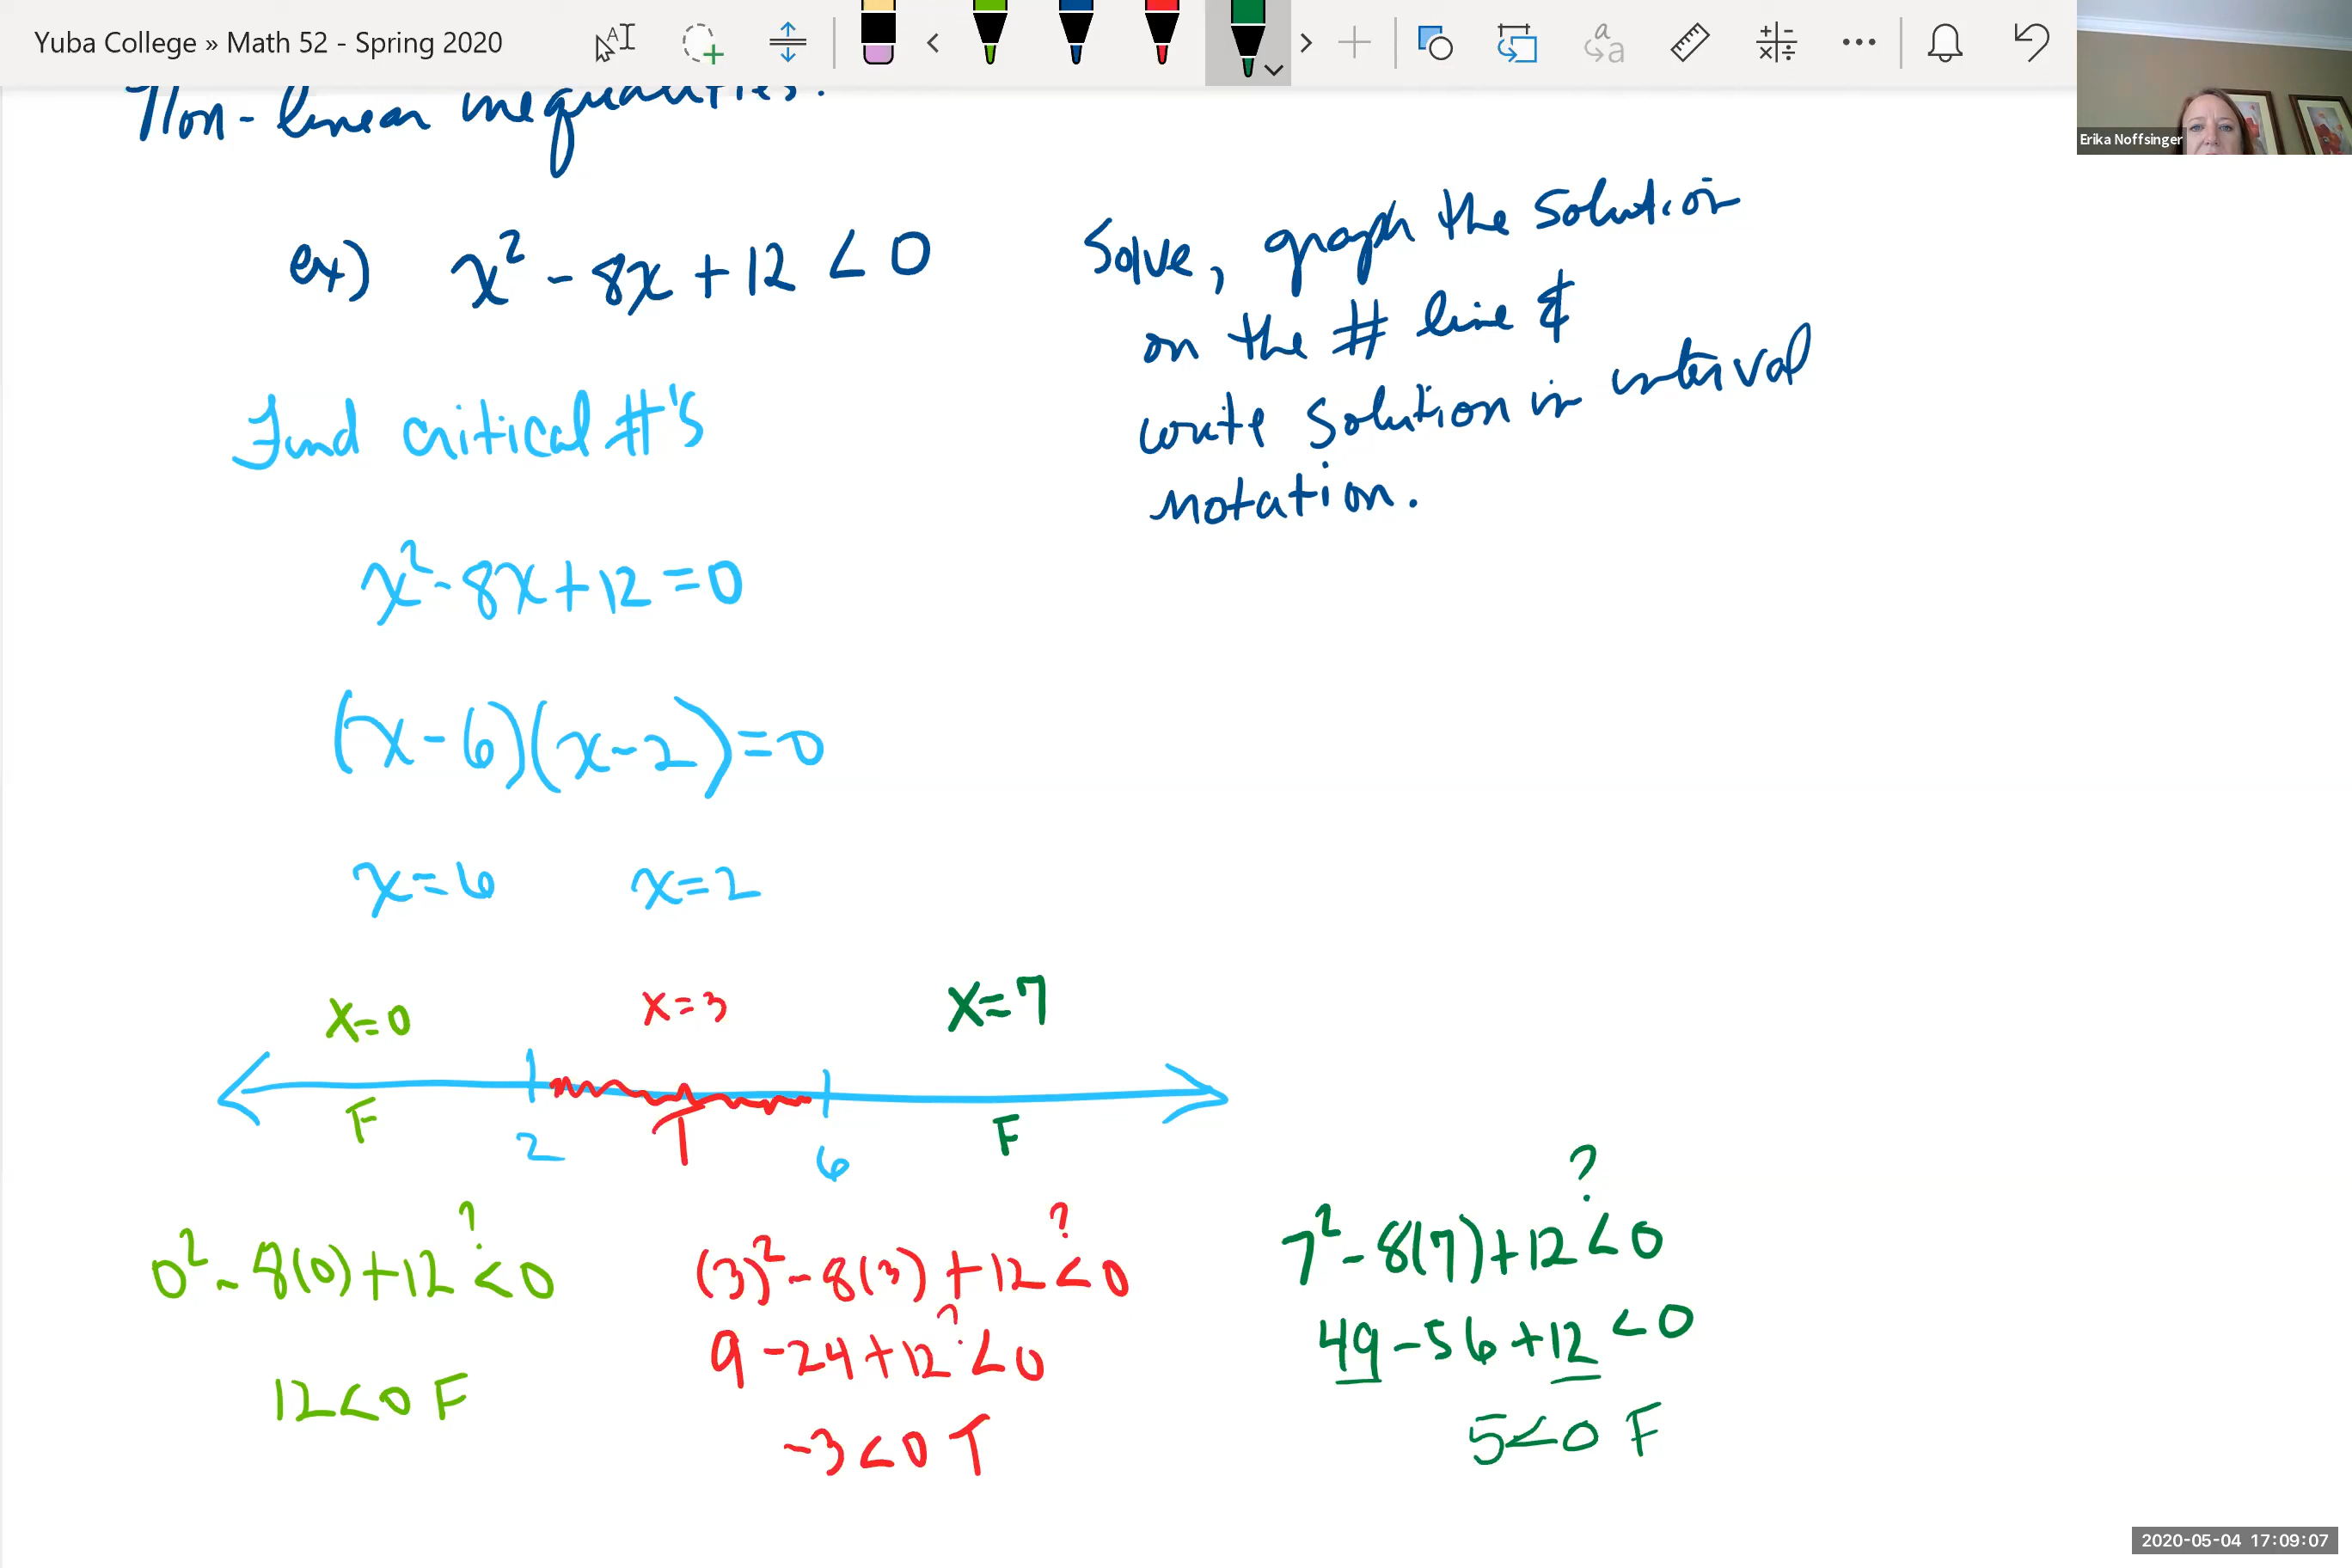 Yuba College » Math 52 - Spring 2020
Erika Noffsinger
Non-linear inequalities:
ex) x² - 8x + 12 < 0
Solve, graph the solution
on the # line &
write solution in interval
notation.
Find critical #'s
x² - 8x + 12 = 0
(x - 6)(x - 2) = 0
x = 6 x = 2
x = 0 x = 3 x = 7
F T F
2 6
0² - 8(0) + 12 <? 0
12 < 0 F
(3)² - 8(3) + 12 <? 0
9 - 24 + 12 <? 0
-3 < 0 T
7² - 8(7) + 12 <? 0
49 - 56 + 12 < 0
5 < 0 F
2020-05-04 17:09:07